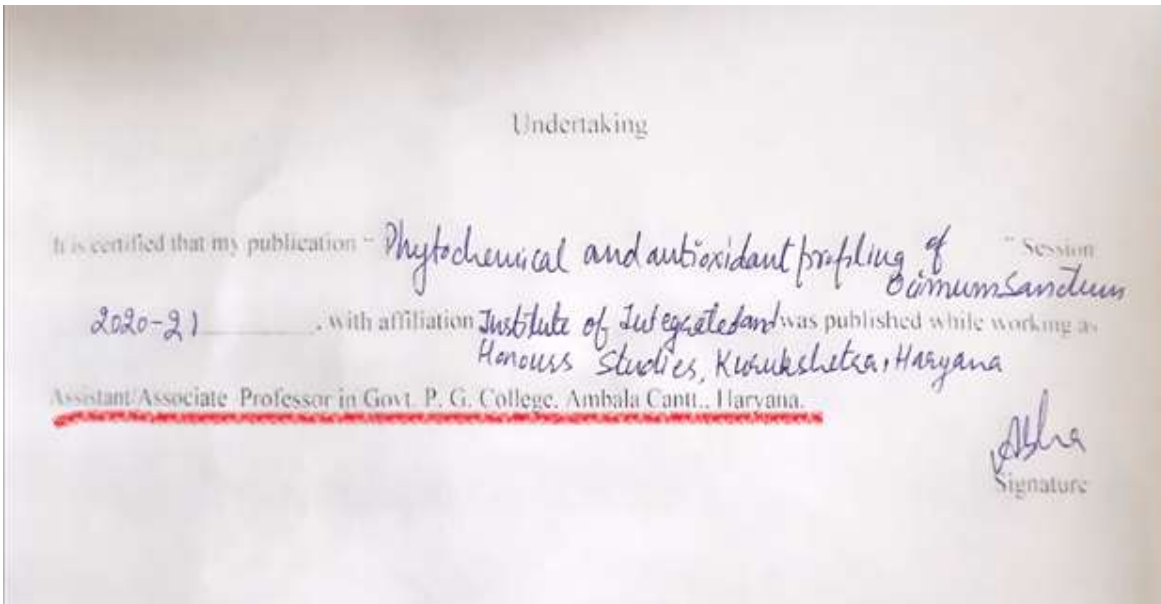 Undertaking
It is certified that my publication " Phytochemical and antioxidant profiling of " Session
Ocimum Sanctum
2020-21 , with affiliation Institute of Integrated and was published while working as
Honours Studies, Kurukshetra, Haryana
Assistant/Associate Professor in Govt. P. G. College, Ambala Cantt., Haryana.
Signature